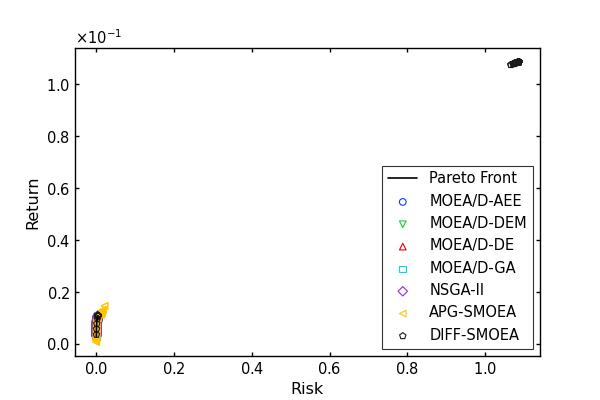 ×10⁻¹
1.0
0.8
0.6
0.4
0.2
0.0
Return
0.0 0.2 0.4 0.6 0.8 1.0
Risk
Pareto Front
MOEA/D-AEE
MOEA/D-DEM
MOEA/D-DE
MOEA/D-GA
NSGA-II
APG-SMOEA
DIFF-SMOEA